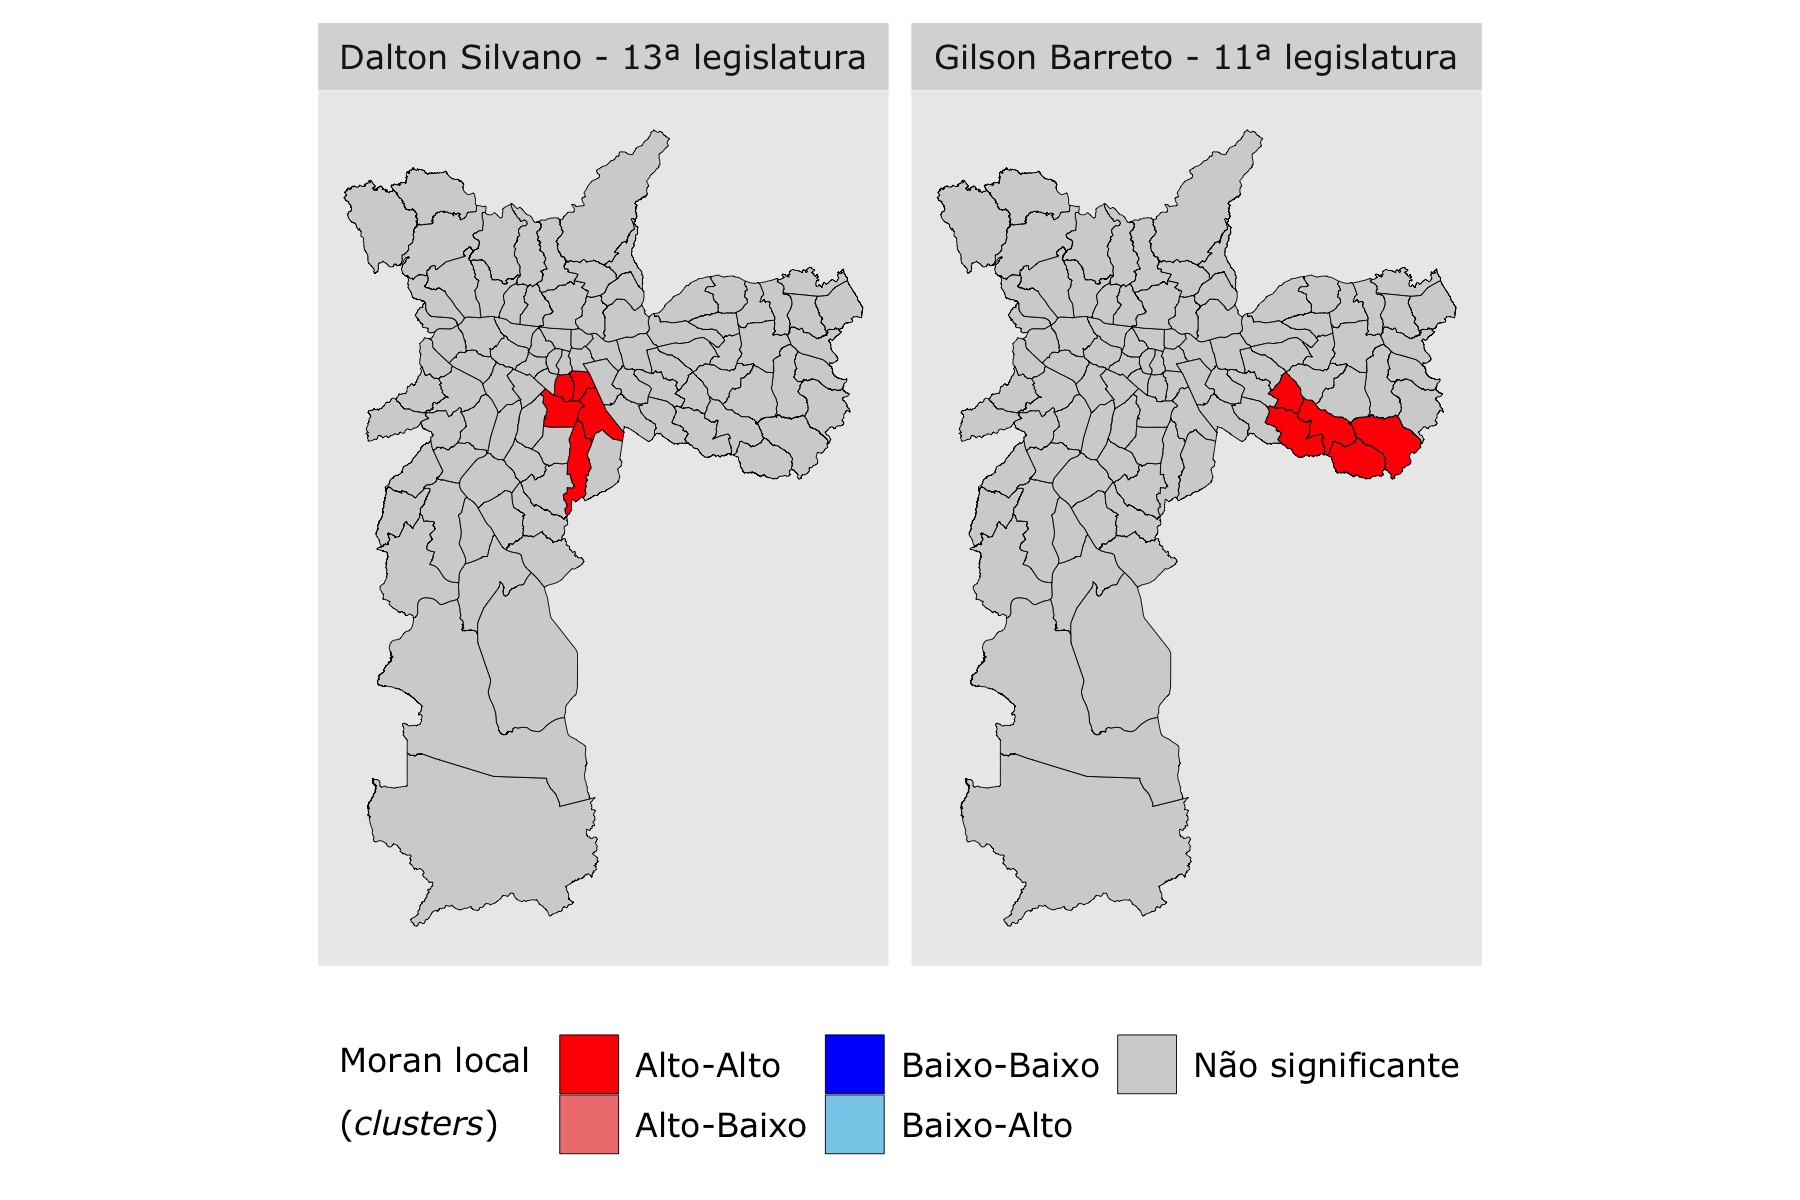 Dalton Silvano - 13ª legislatura
Gilson Barreto - 11ª legislatura
Moran local
(clusters)
Alto-Alto
Baixo-Baixo
Não significante
Alto-Baixo
Baixo-Alto